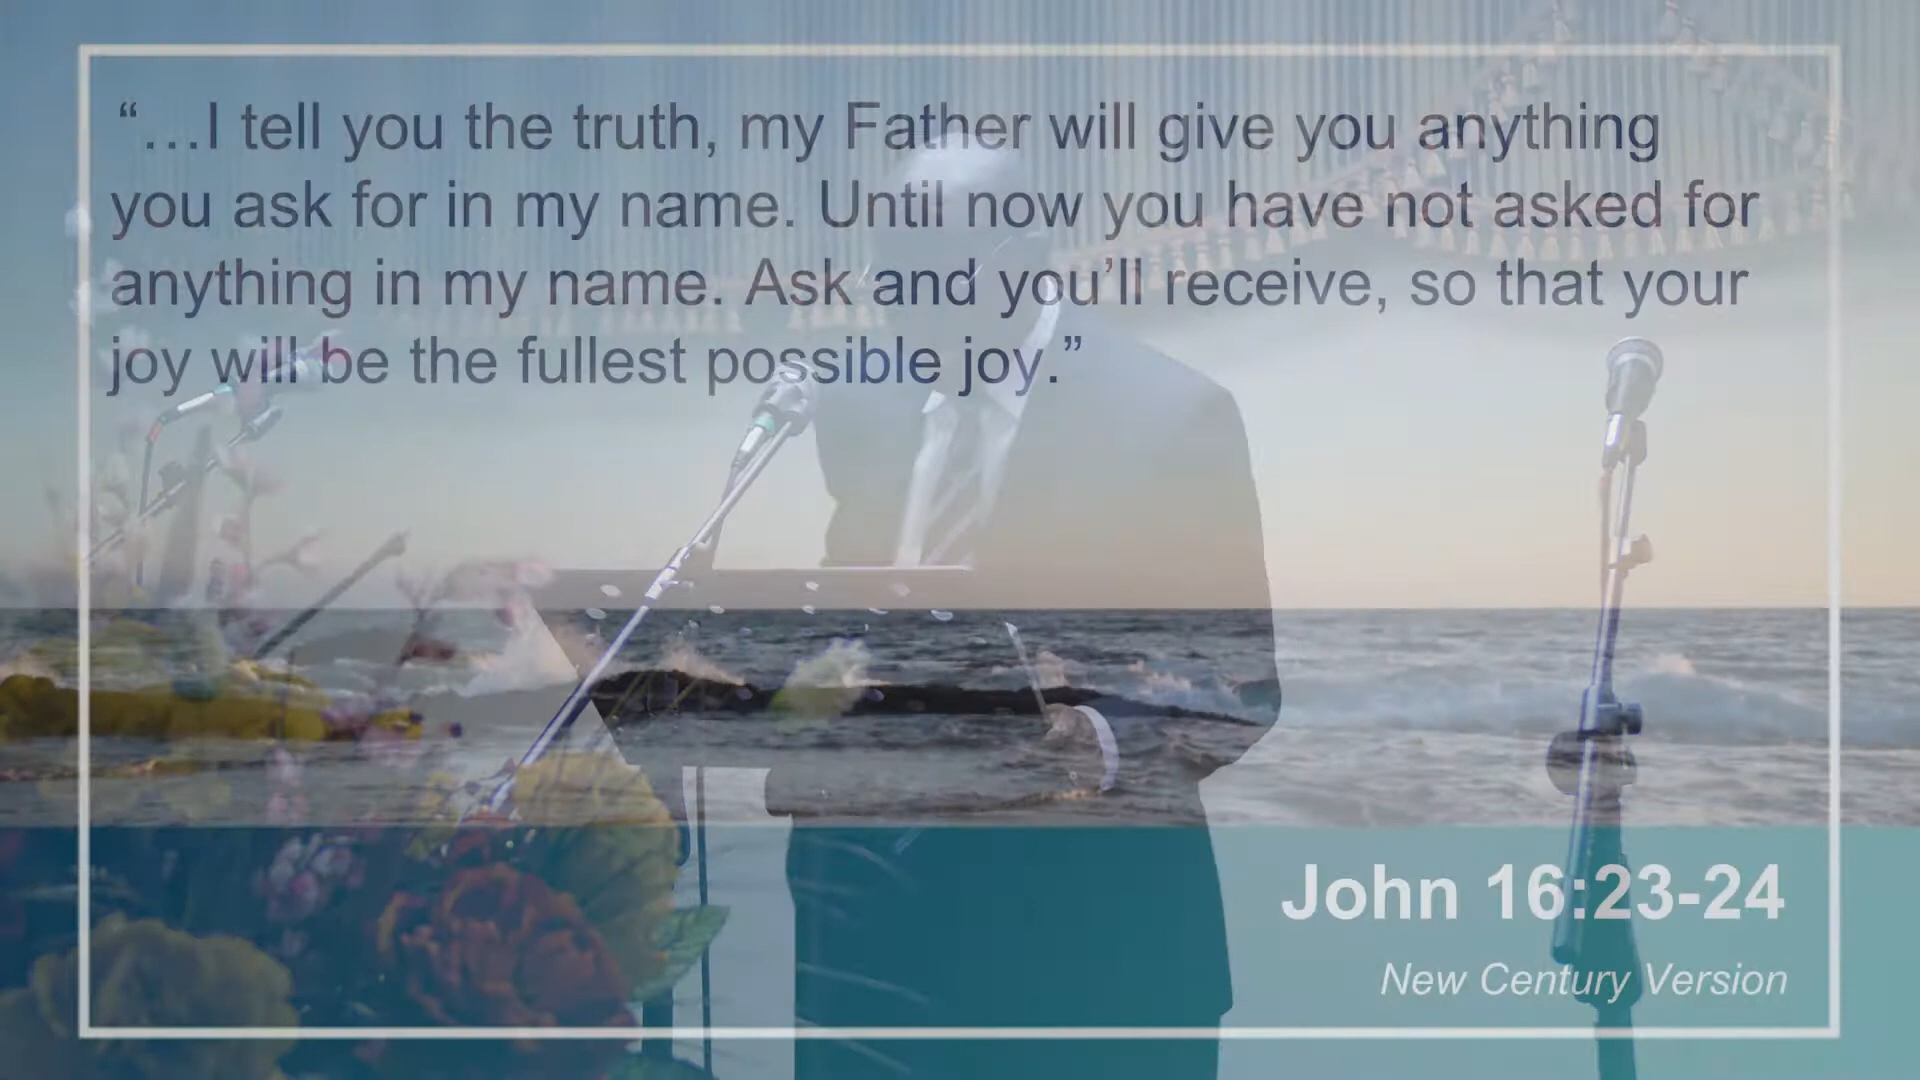 “…I tell you the truth, my Father will give you anything
you ask for in my name. Until now you have not asked for
anything in my name. Ask and you’ll receive, so that your
joy will be the fullest possible joy.”
John 16:23-24
New Century Version